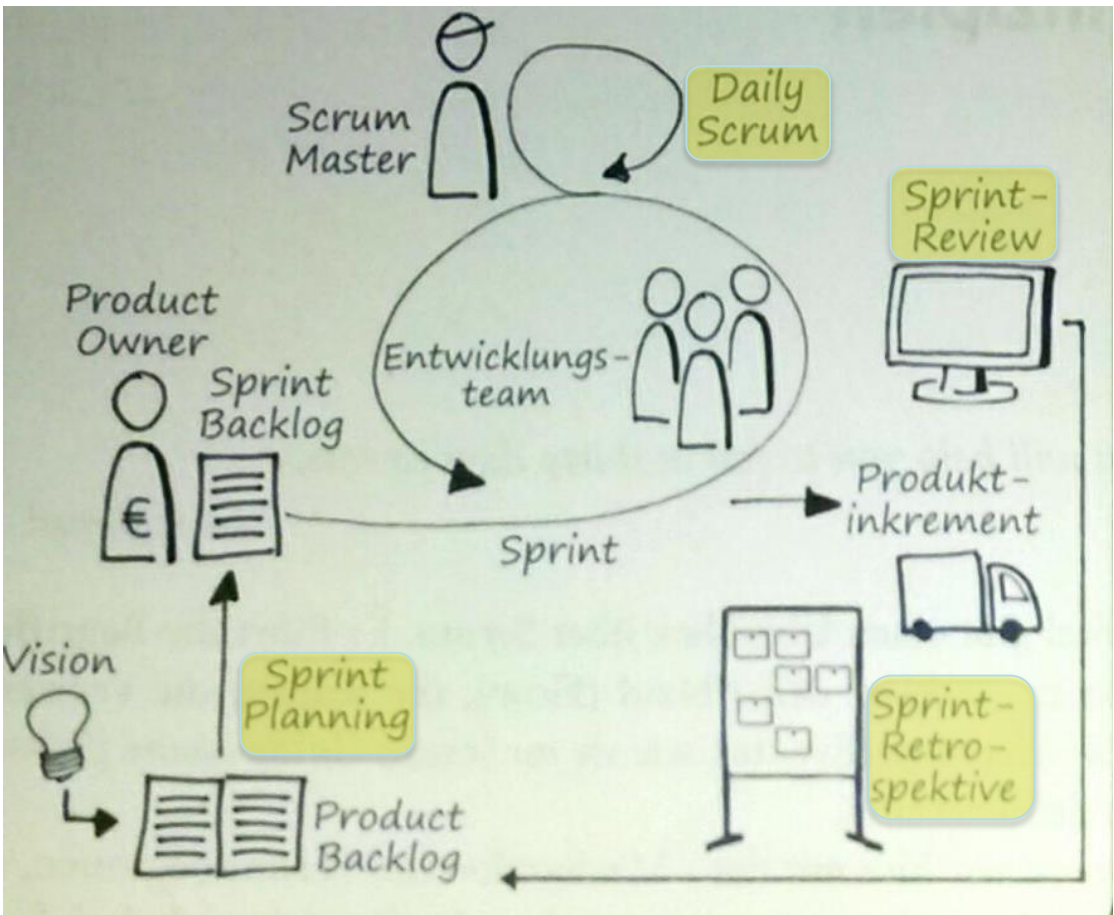 Scrum
Master
Daily
Scrum
Sprint-
Review
Product
Owner
Sprint
Backlog
Entwicklungs-
team
€
Sprint
Produkt-
inkrement
Vision
Sprint
Planning
Product
Backlog
Sprint-
Retro-
spektive